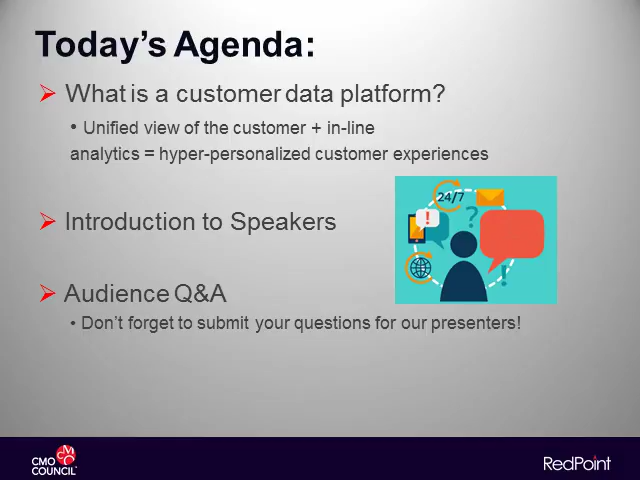 Today's Agenda:
What is a customer data platform?
• Unified view of the customer + in-line
analytics = hyper-personalized customer experiences
Introduction to Speakers
24/7
?
!
!
Audience Q&A
• Don't forget to submit your questions for our presenters!
CMO
COUNCIL
RedPoint